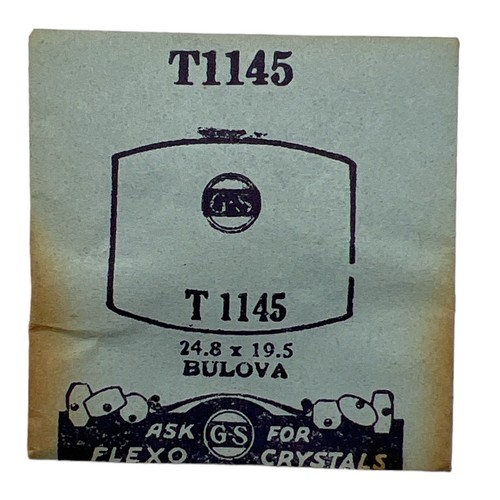 T1145
G·S
T 1145
24.8 x 19.5
BULOVA
ASK G·S FOR
FLEXO CRYSTALS